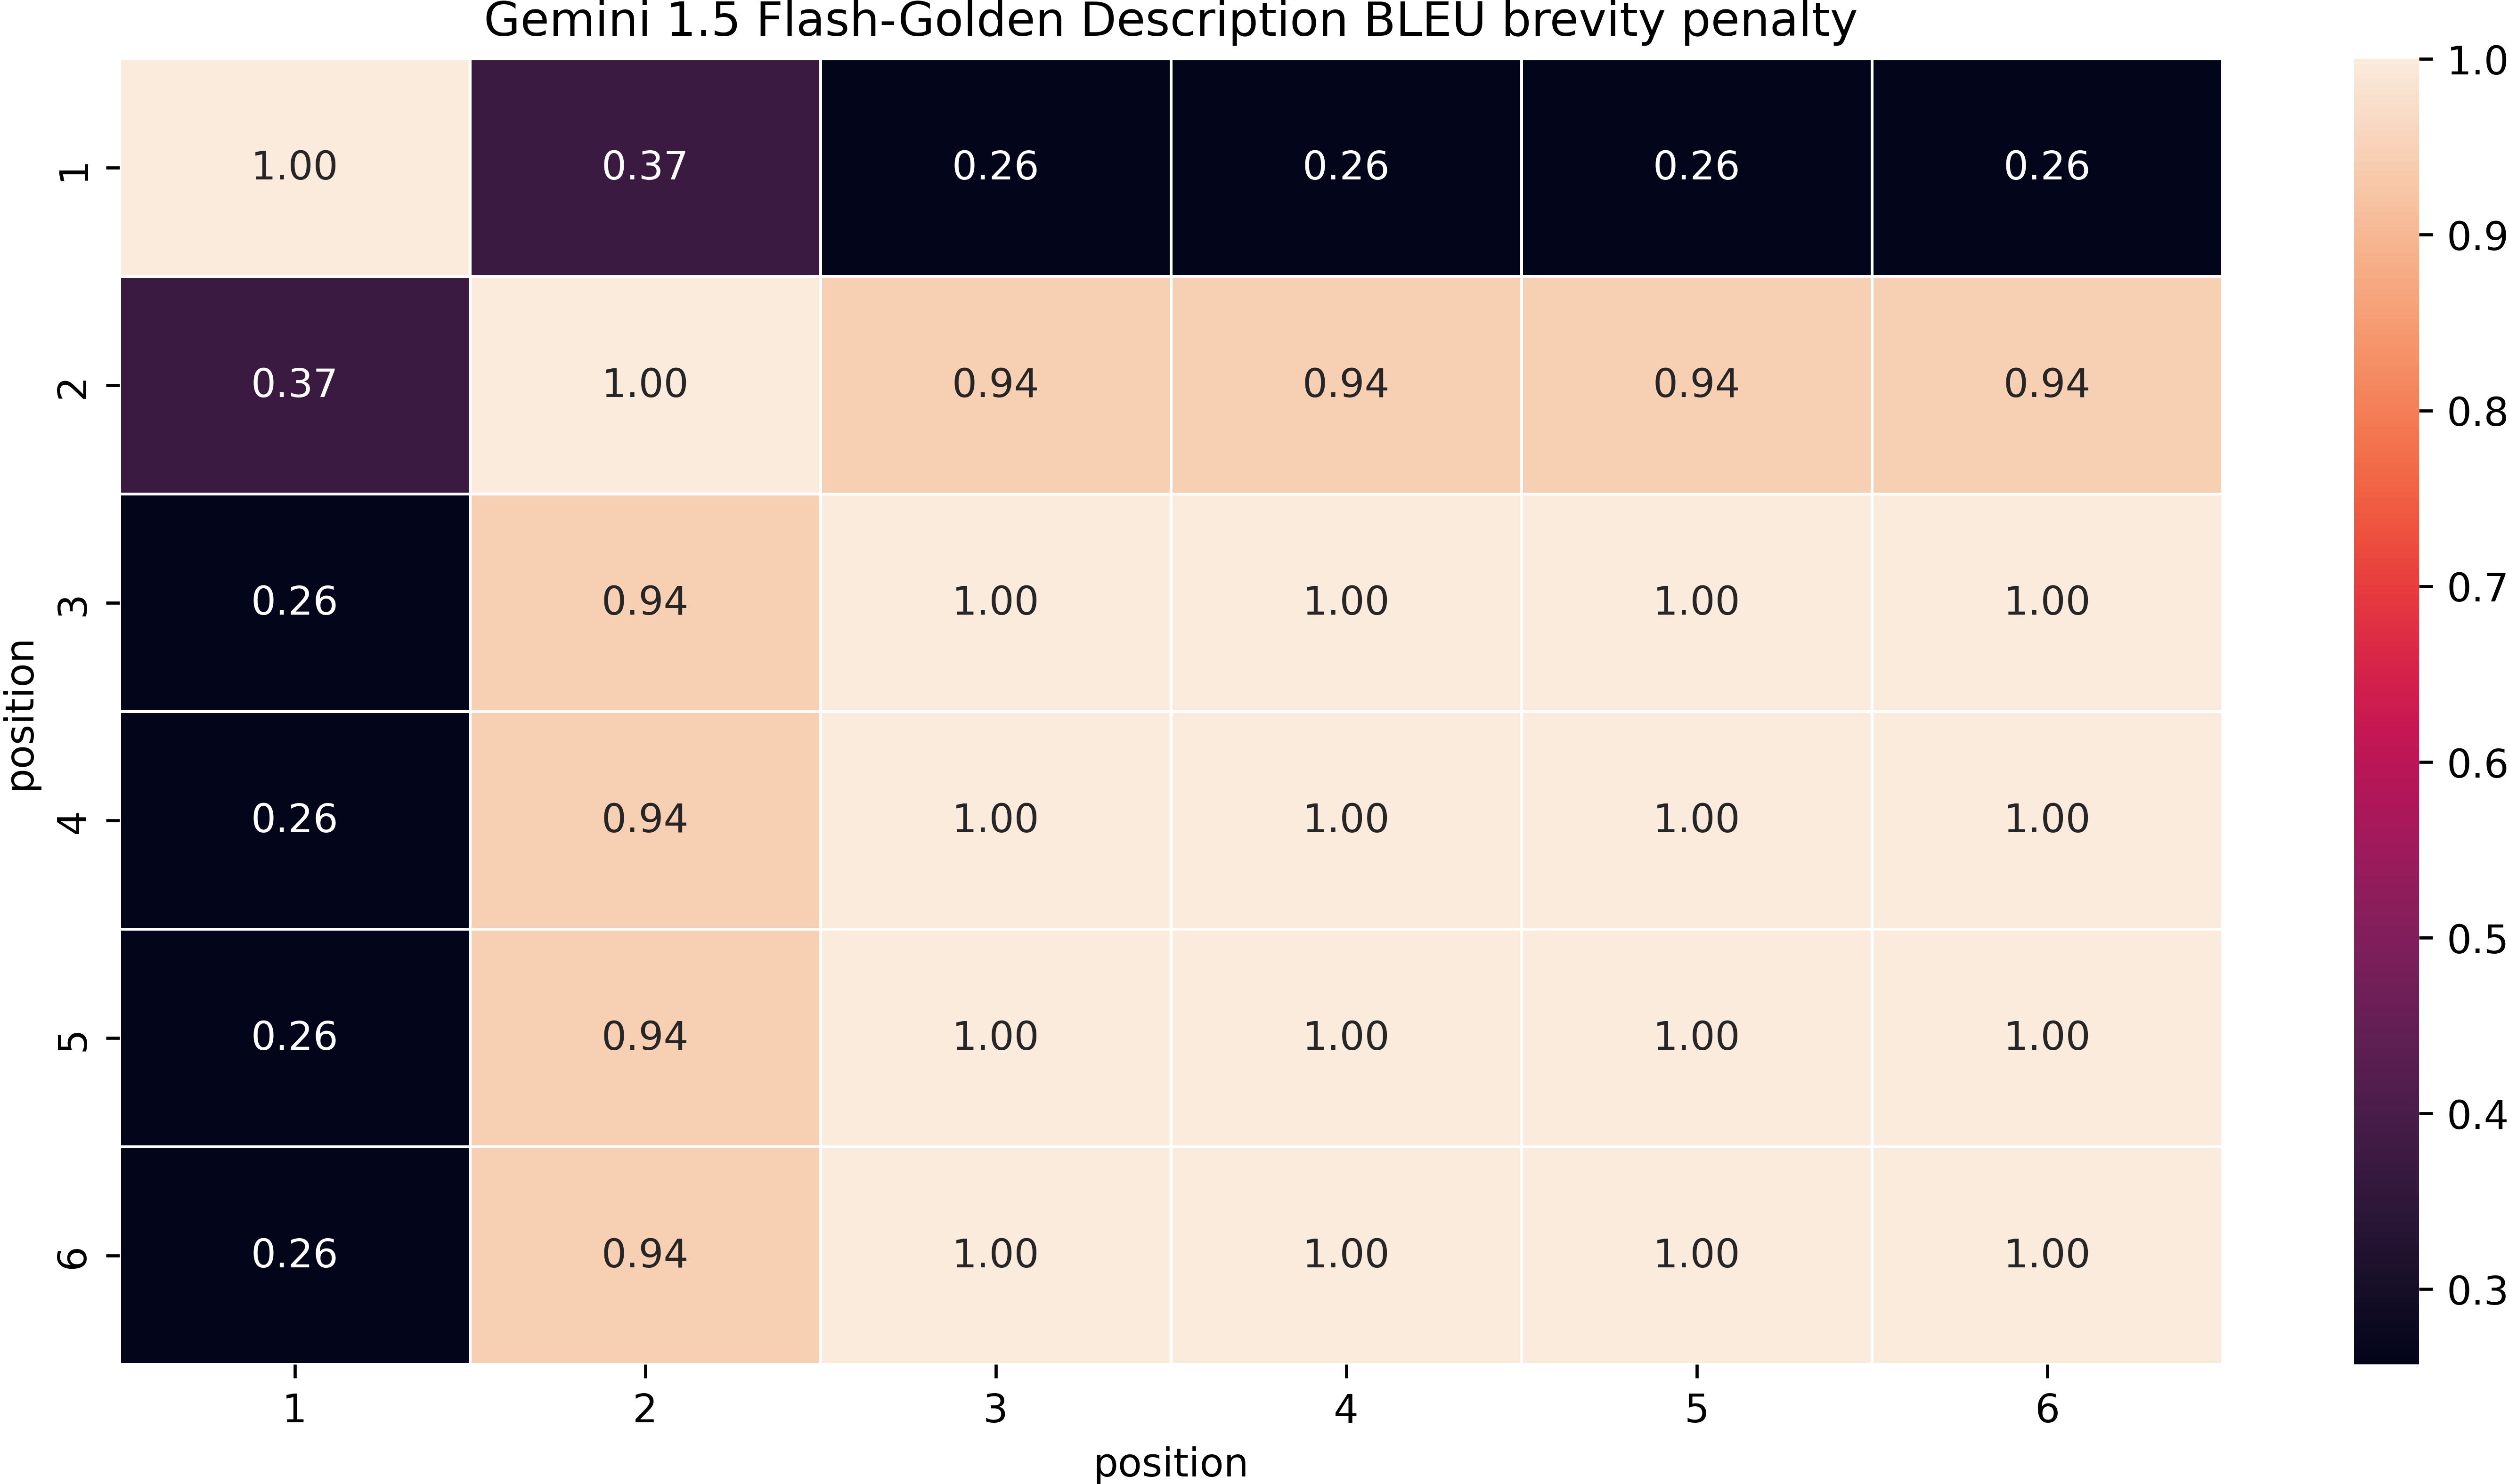 Gemini 1.5 Flash-Golden Description BLEU brevity penalty
1 1.00 0.37 0.26 0.26 0.26 0.26
2 0.37 1.00 0.94 0.94 0.94 0.94
3 0.26 0.94 1.00 1.00 1.00 1.00
4 0.26 0.94 1.00 1.00 1.00 1.00
5 0.26 0.94 1.00 1.00 1.00 1.00
6 0.26 0.94 1.00 1.00 1.00 1.00
1 2 3 4 5 6
position
position
1.0
0.9
0.8
0.7
0.6
0.5
0.4
0.3